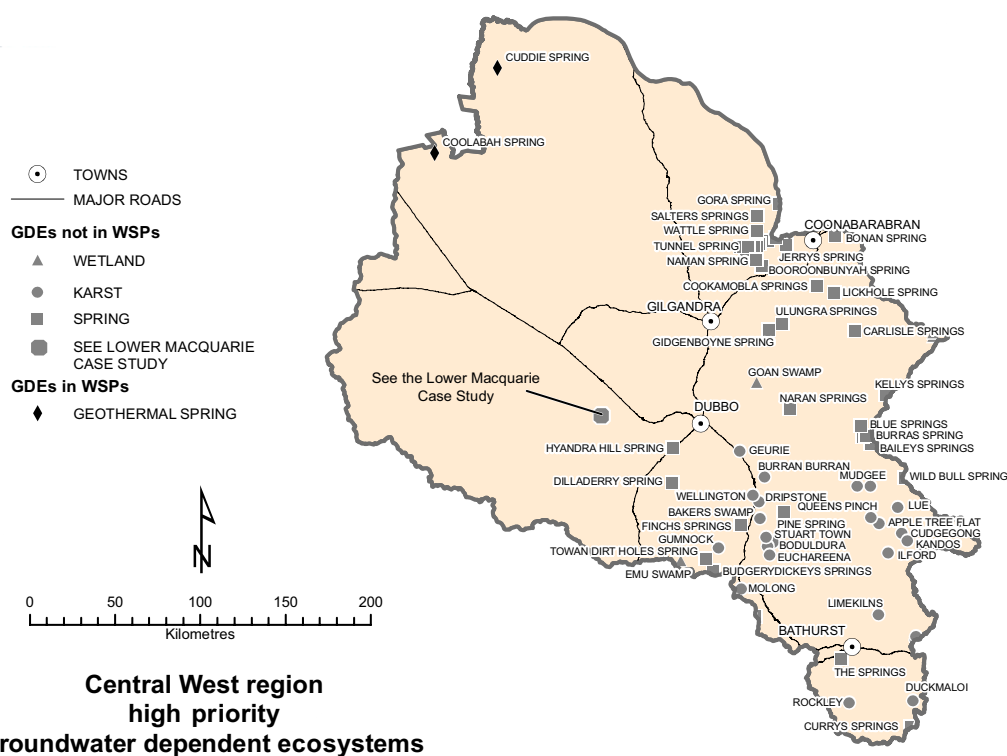 CUDDIE SPRING
COOLABAH SPRING
TOWNS
MAJOR ROADS
GDEs not in WSPs
WETLAND
KARST
SPRING
SEE LOWER MACQUARIE
CASE STUDY
GDEs in WSPs
GEOTHERMAL SPRING
N
0 50 100 150 200
Kilometres
Central West region
high priority
roundwater dependent ecosystems
GORA SPRING
SALTERS SPRINGS
WATTLE SPRING
COONABARABRAN
BONAN SPRING
TUNNEL SPRING
JERRYS SPRING
NAMAN SPRING
BOOROONBUNYAH SPRING
COOKAMOBLA SPRINGS
LICKHOLE SPRING
GILGANDRA
ULUNGRA SPRINGS
CARLISLE SPRINGS
GIDGENBOYNE SPRING
GOAN SWAMP
See the Lower Macquarie
Case Study
KELLYS SPRINGS
NARAN SPRINGS
DUBBO
BLUE SPRINGS
BURRAS SPRING
BAILEYS SPRINGS
HYANDRA HILL SPRING
GEURIE
BURRAN BURRAN
MUDGEE
WILD BULL SPRING
DILLADERRY SPRING
WELLINGTON
DRIPSTONE
QUEENS PINCH
LUE
BAKERS SWAMP
PINE SPRING
APPLE TREE FLAT
FINCHS SPRINGS
STUART TOWN
CUDGEGONG
GUMNOCK
BODULDURA
KANDOS
TOWAN DIRT HOLES SPRING
EUCHAREENA
ILFORD
EMU SWAMP
BUDGERYDICKEYS SPRINGS
MOLONG
LIMEKILNS
BATHURST
THE SPRINGS
DUCKMALOI
ROCKLEY
CURRYS SPRINGS